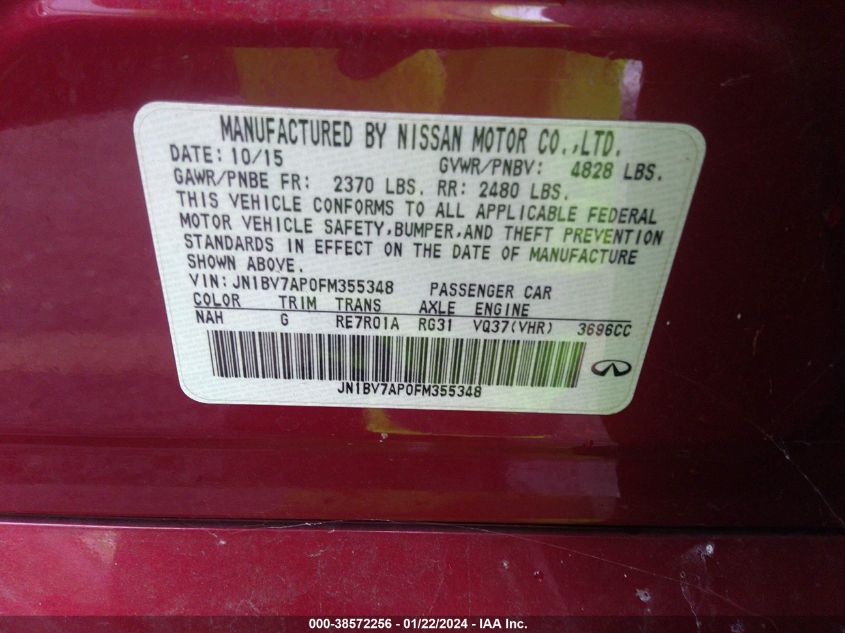 MANUFACTURED BY NISSAN MOTOR CO.,LTD.
DATE: 10/15 GVWR/PNBV: 4828 LBS.
GAWR/PNBE FR: 2370 LBS. RR: 2480 LBS.
THIS VEHICLE CONFORMS TO ALL APPLICABLE FEDERAL
MOTOR VEHICLE SAFETY,BUMPER,AND THEFT PREVENTION
STANDARDS IN EFFECT ON THE DATE OF MANUFACTURE
SHOWN ABOVE.
VIN: JN1BV7AP0FM355348 PASSENGER CAR
COLOR TRIM TRANS AXLE ENGINE
NAH G RE7R01A RG31 VQ37(VHR) 3696CC
JN1BV7AP0FM355348
000-38572256 - 01/22/2024 - IAA Inc.